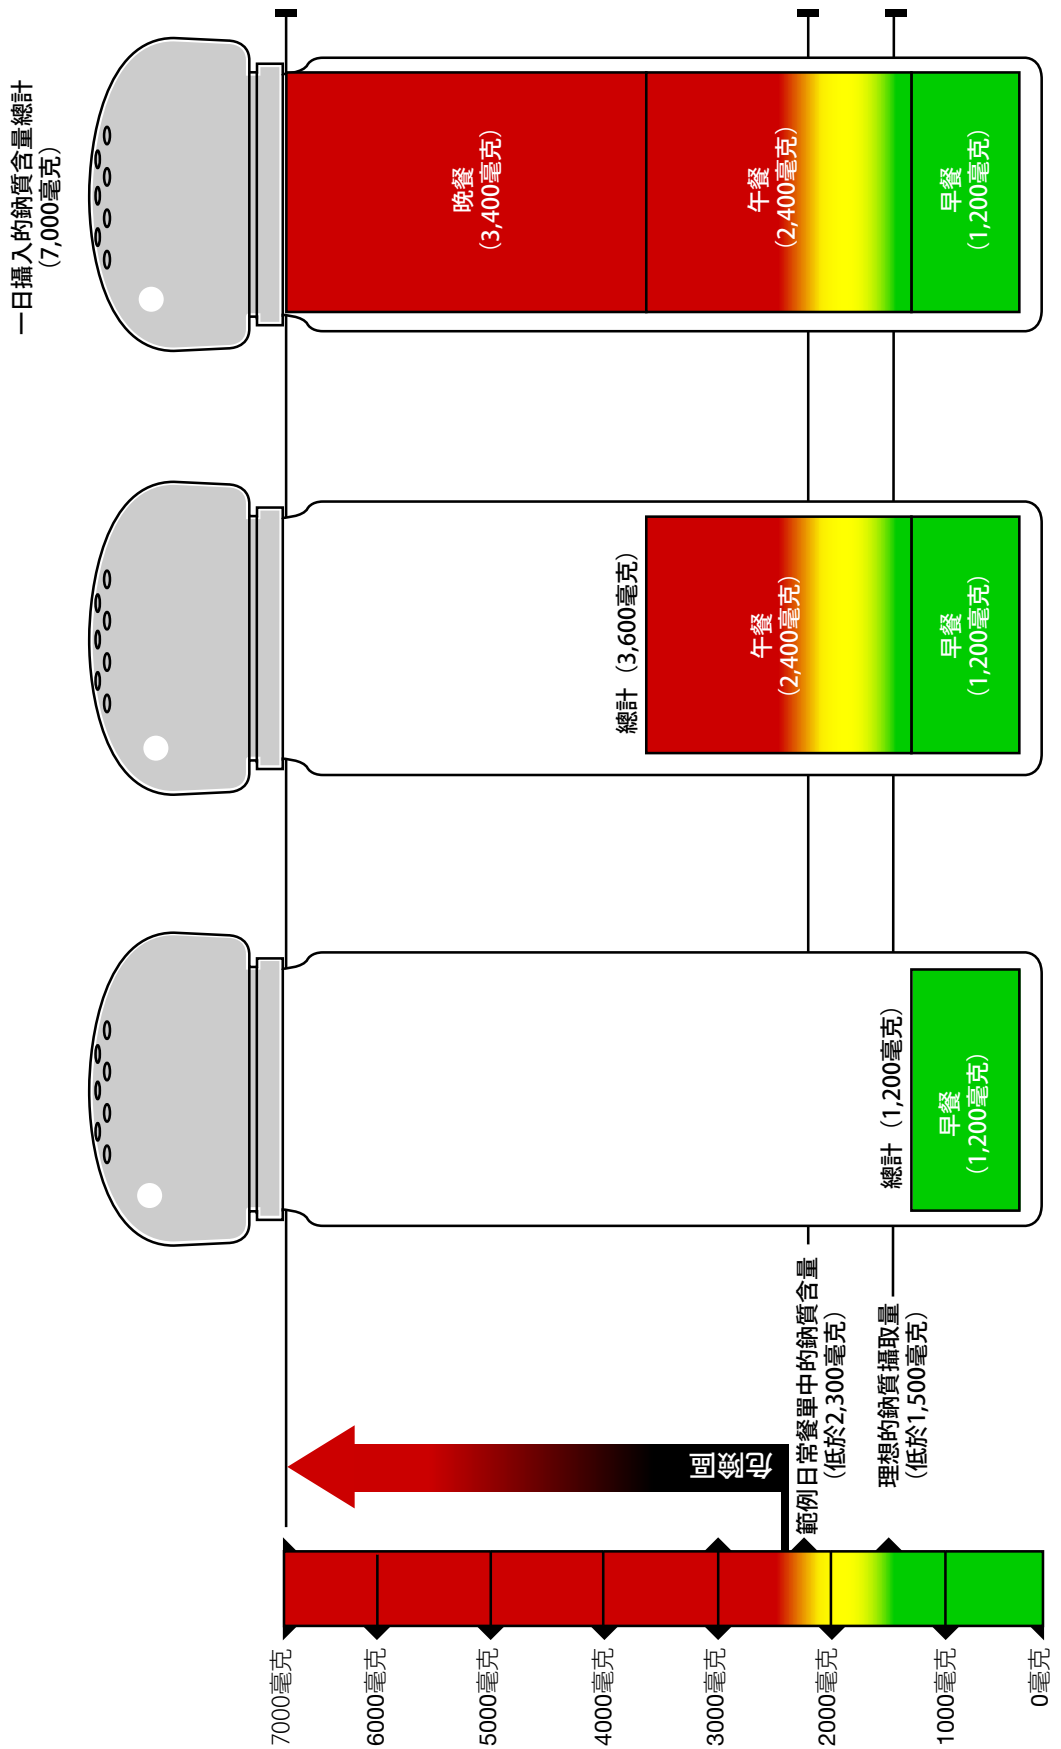 一日攝入的鈉質含量總計
（7,000毫克）
晚餐
（3,400毫克）
午餐
（2,400毫克）
早餐
（1,200毫克）
總計（3,600毫克）
午餐
（2,400毫克）
早餐
（1,200毫克）
總計（1,200毫克）
早餐
（1,200毫克）
危險區
範例日常餐單中的鈉質含量
（低於2,300毫克）
理想的鈉質攝取量
（低於1,500毫克）
7000毫克
6000毫克
5000毫克
4000毫克
3000毫克
2000毫克
1000毫克
0毫克